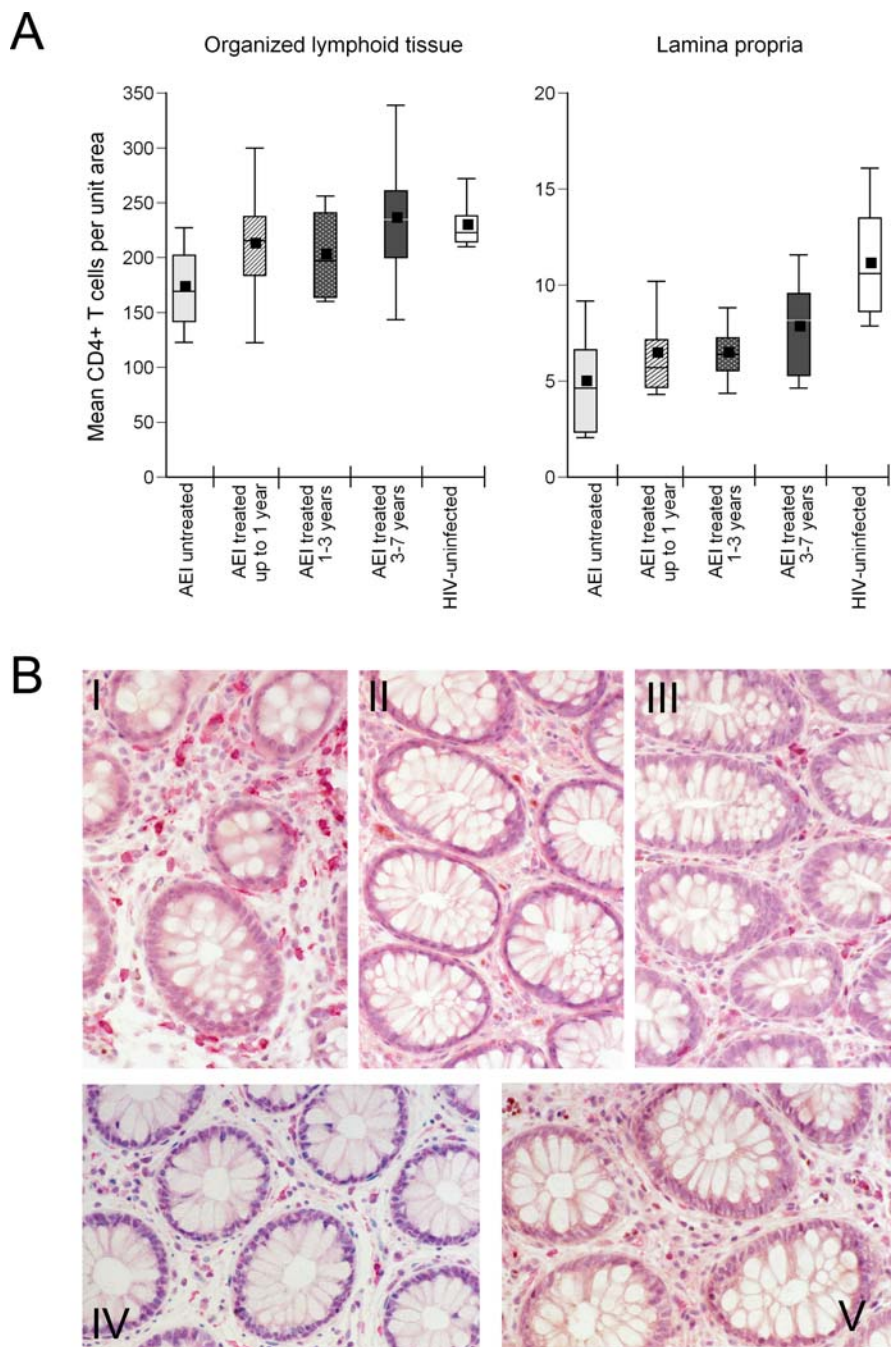 A
Organized lymphoid tissue
Lamina propria
Mean CD4+ T cells per unit area
350
300
250
200
150
100
50
0
AEI untreated
AEI treated
up to 1 year
AEI treated
1-3 years
AEI treated
3-7 years
HIV-uninfected
20
15
10
5
0
AEI untreated
AEI treated
up to 1 year
AEI treated
1-3 years
AEI treated
3-7 years
HIV-uninfected
B
I
II
III
IV
V